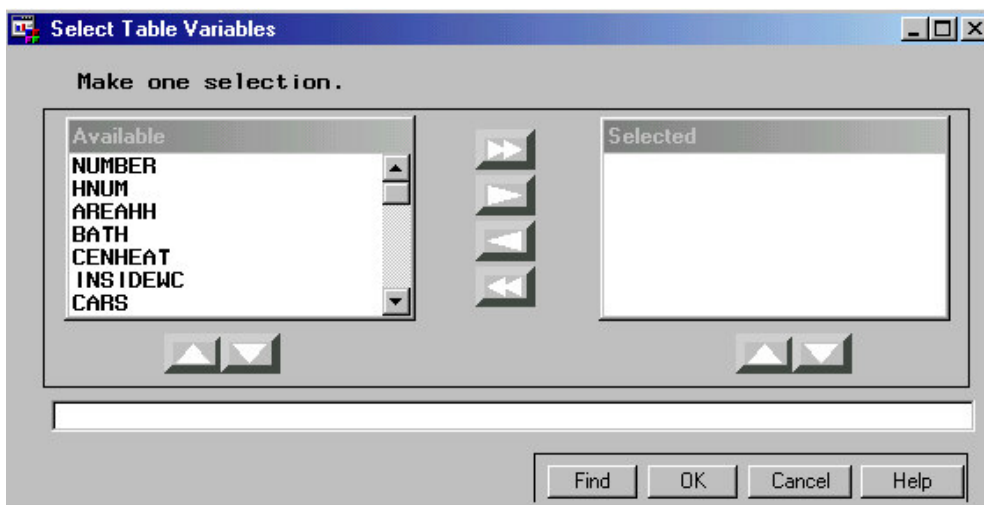 Select Table Variables
Make one selection.
Available
NUMBER
HNUM
AREAHH
BATH
CENHEAT
INSIDEWC
CARS
Selected
Find
OK
Cancel
Help